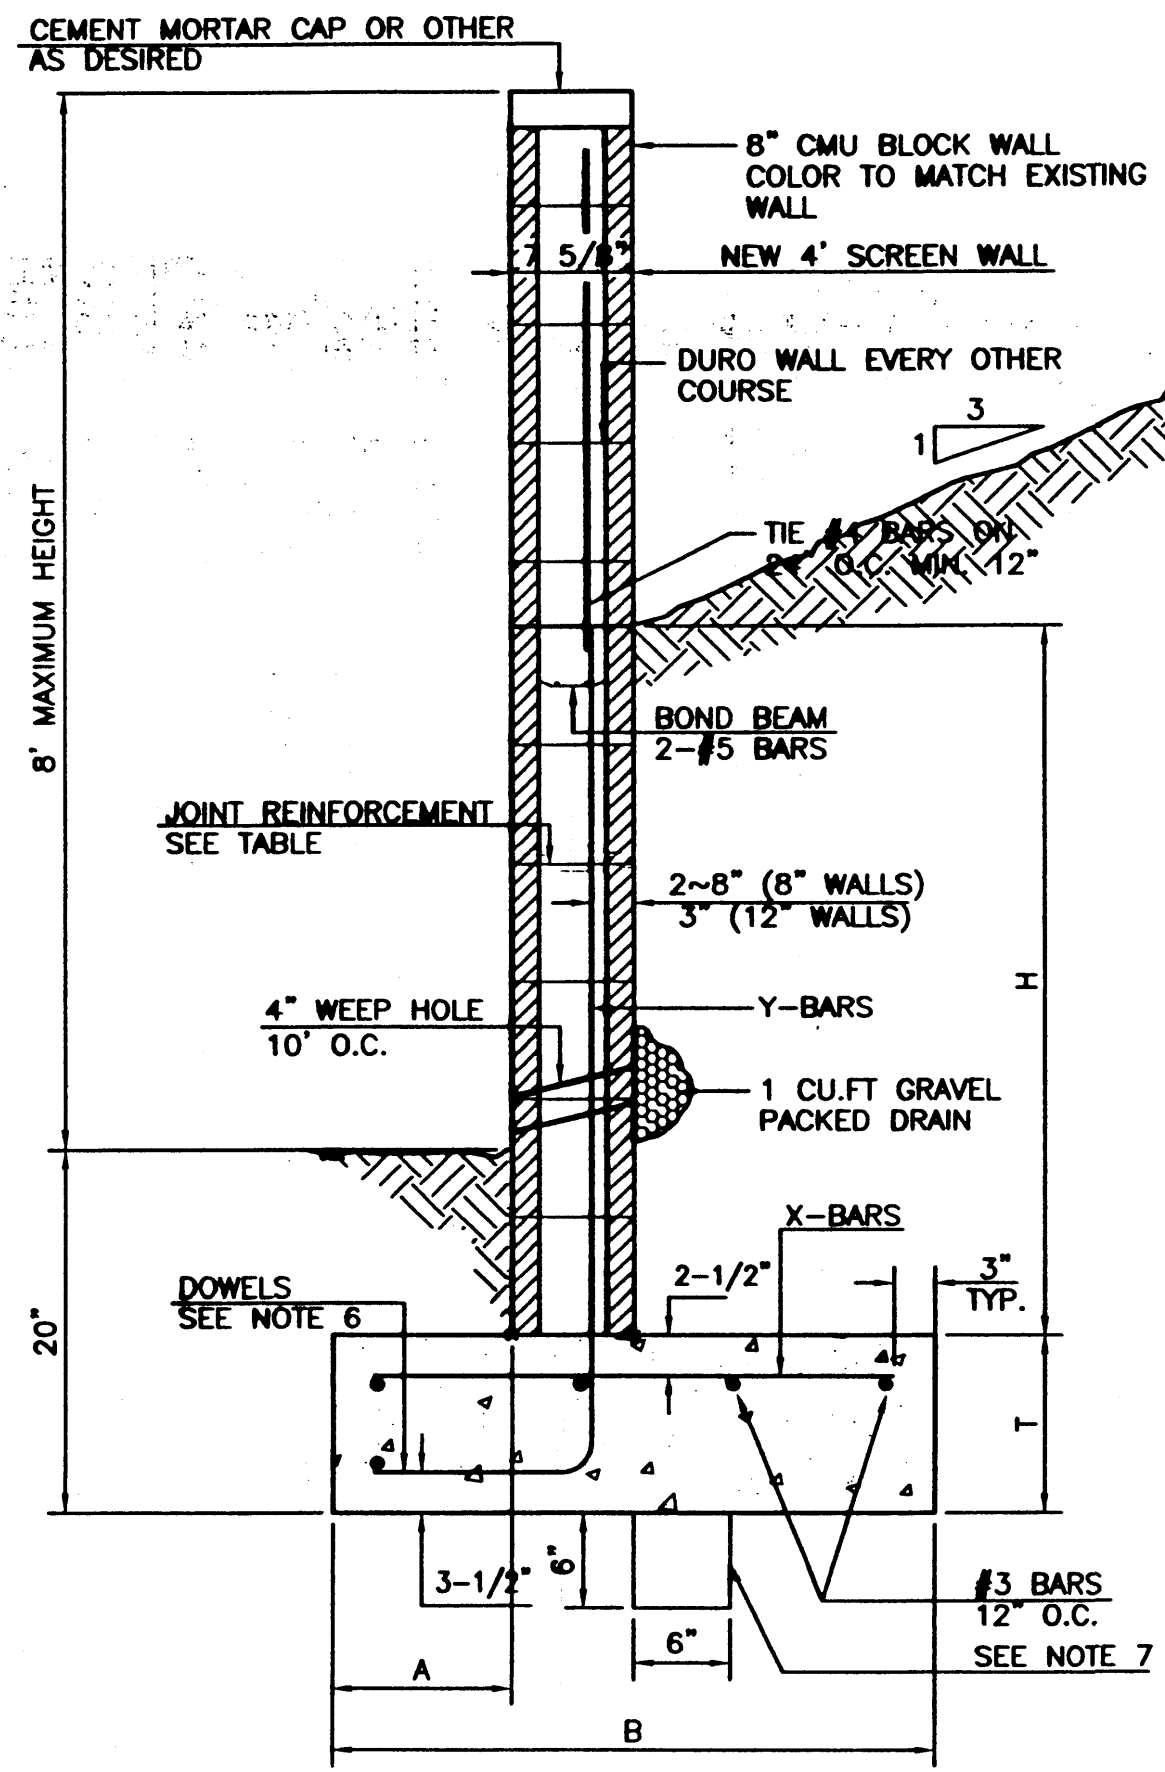 CEMENT MORTAR CAP OR OTHER
AS DESIRED
8" CMU BLOCK WALL
COLOR TO MATCH EXISTING
WALL
7 5/8"
NEW 4' SCREEN WALL
DURO WALL EVERY OTHER
COURSE
3
1
TIE #4 BARS ON
24" O.C. MIN. 12"
8' MAXIMUM HEIGHT
BOND BEAM
2-#5 BARS
JOINT REINFORCEMENT
SEE TABLE
2~8" (8" WALLS)
3" (12" WALLS)
H
4" WEEP HOLE
10' O.C.
Y-BARS
1 CU.FT GRAVEL
PACKED DRAIN
X-BARS
2-1/2"
3"
TYP.
DOWELS
SEE NOTE 6
20"
T
3-1/2"
6"
#3 BARS
12" O.C.
6"
SEE NOTE 7
A
B